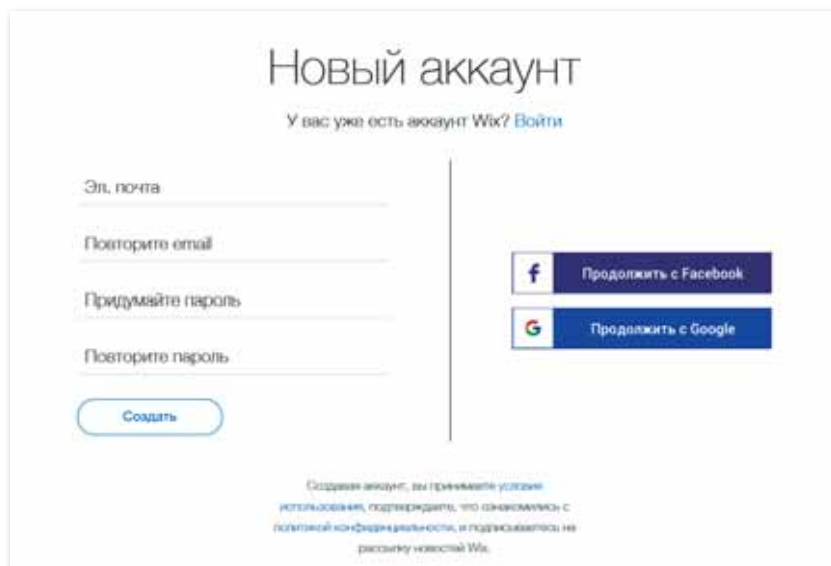 Новый аккаунт
У вас уже есть аккаунт Wix? Войти
Эл. почта
Повторите email
Придумайте пароль
Повторите пароль
Создать
f Продолжить с Facebook
G Продолжить с Google
Создавая аккаунт, вы принимаете условия
использования, подтверждаете, что ознакомились с
политикой конфиденциальности, и подписываетесь на
рассылку новостей Wix.